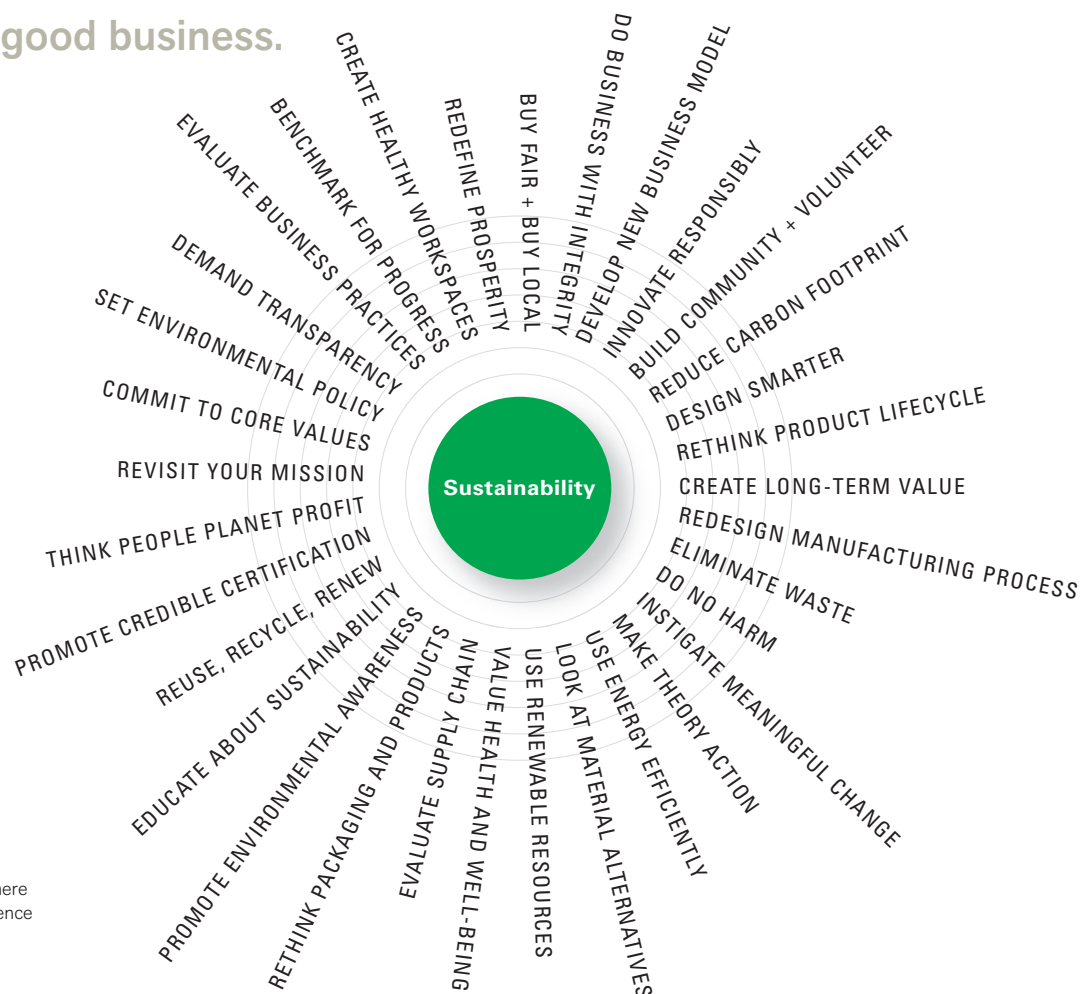 good business.
BUY FAIR + BUY LOCAL
DO BUSINESS WITH INTEGRITY
DEVELOP NEW BUSINESS MODEL
INNOVATE RESPONSIBLY
BUILD COMMUNITY + VOLUNTEER
REDUCE CARBON FOOTPRINT
DESIGN SMARTER
RETHINK PRODUCT LIFECYCLE
CREATE LONG-TERM VALUE
REDESIGN MANUFACTURING PROCESS
ELIMINATE WASTE
DO NO HARM
INSTIGATE MEANINGFUL CHANGE
MAKE THEORY ACTION
USE ENERGY EFFICIENTLY
LOOK AT MATERIAL ALTERNATIVES
USE RENEWABLE RESOURCES
VALUE HEALTH AND WELL-BEING
EVALUATE SUPPLY CHAIN
RETHINK PACKAGING AND PRODUCTS
PROMOTE ENVIRONMENTAL AWARENESS
EDUCATE ABOUT SUSTAINABILITY
REUSE, RECYCLE, RENEW
PROMOTE CREDIBLE CERTIFICATION
THINK PEOPLE PLANET PROFIT
REVISIT YOUR MISSION
COMMIT TO CORE VALUES
SET ENVIRONMENTAL POLICY
DEMAND TRANSPARENCY
EVALUATE BUSINESS PRACTICES
BENCHMARK FOR PROGRESS
CREATE HEALTHY WORKSPACES
REDEFINE PROSPERITY
Sustainability